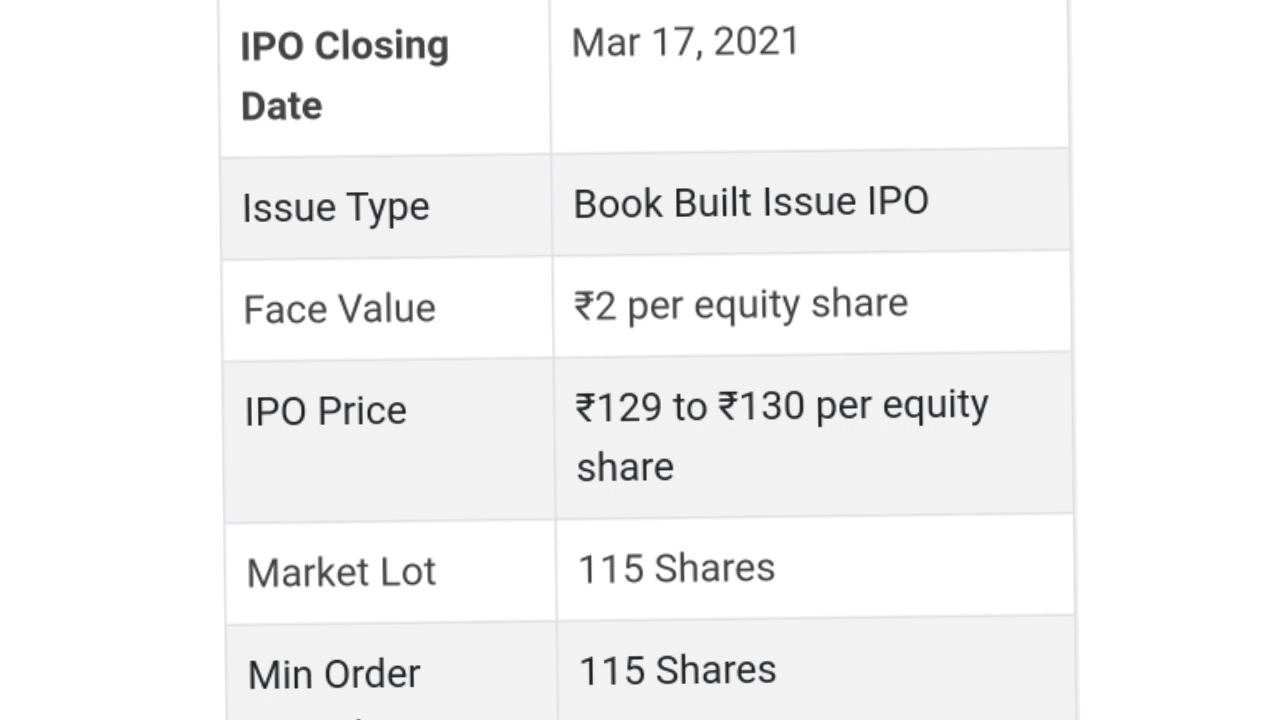 IPO Closing Date
Mar 17, 2021
Issue Type
Book Built Issue IPO
Face Value
₹2 per equity share
IPO Price
₹129 to ₹130 per equity
share
Market Lot
115 Shares
Min Order
115 Shares